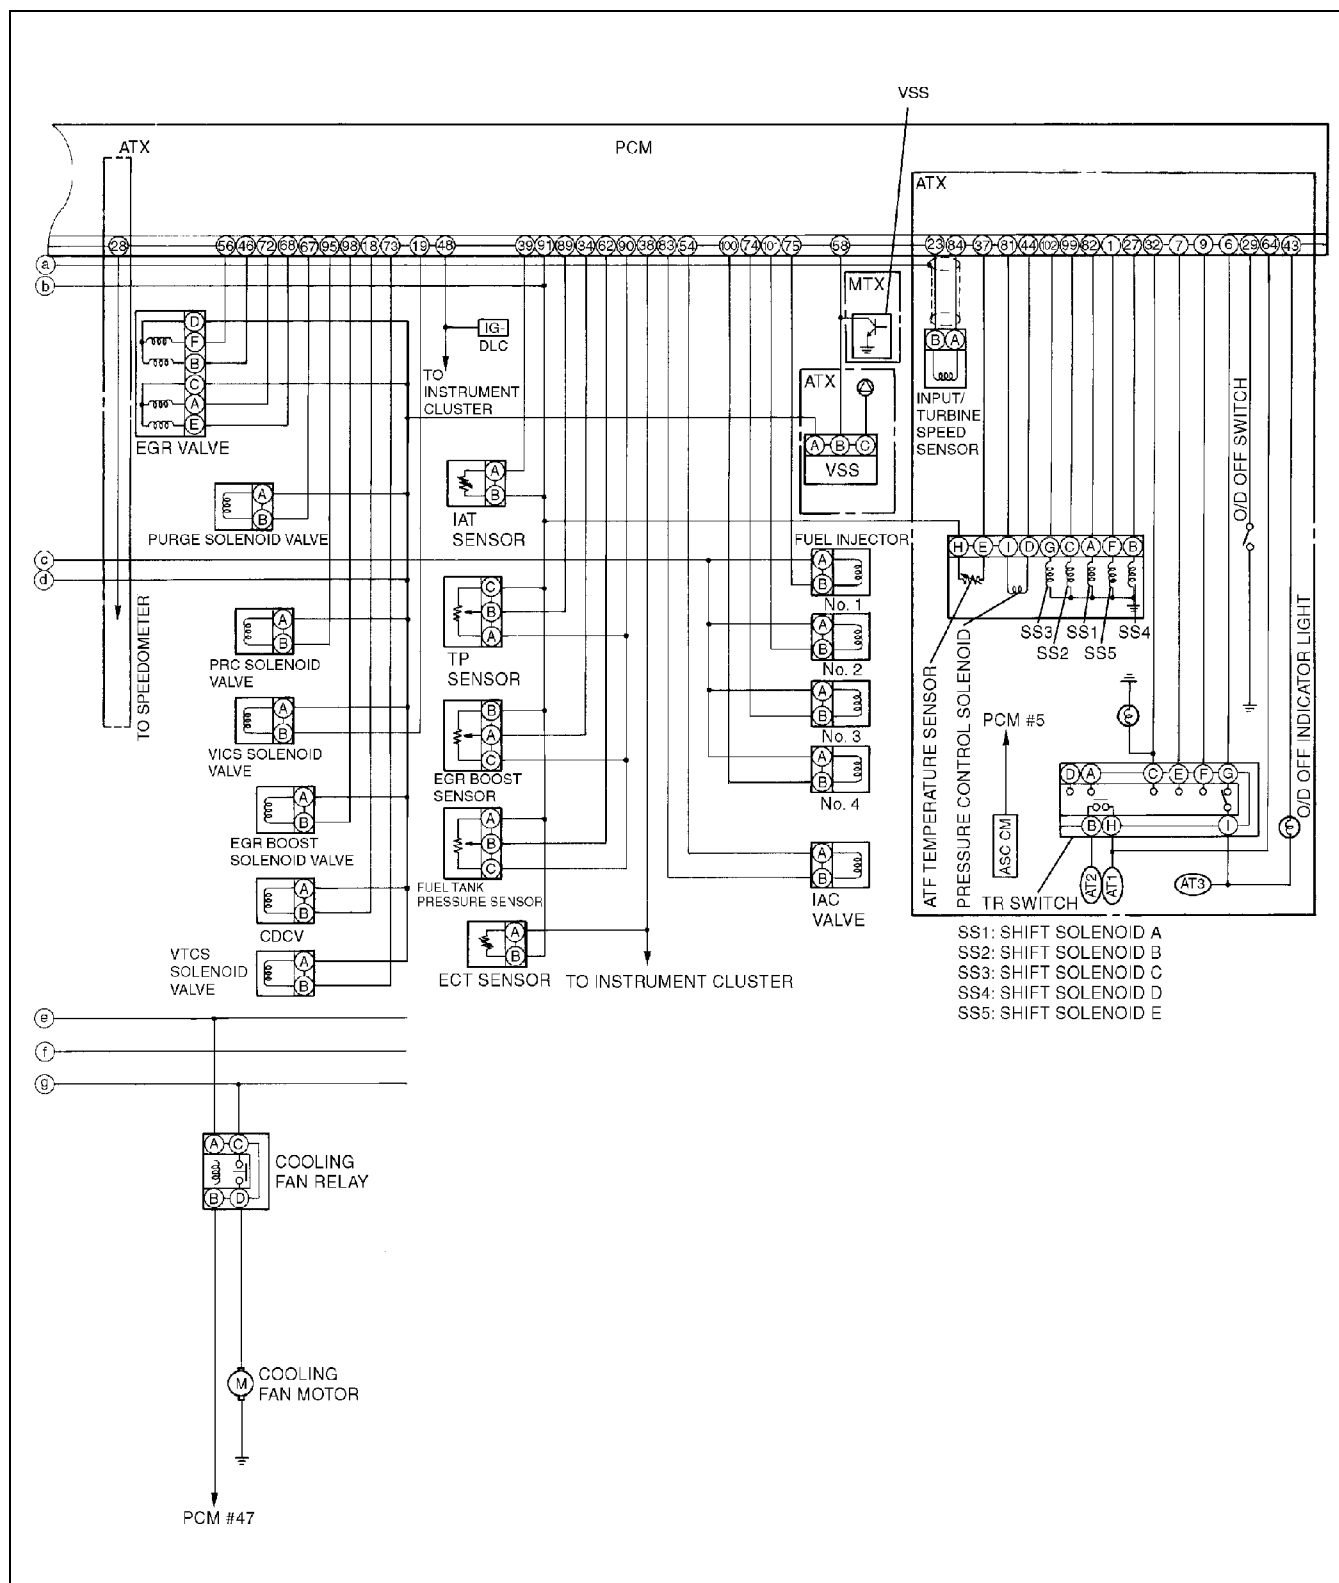 VSS
ATX
PCM
ATX
28 56 46 72 68 67 95 98 18 73 19 48 39 91 89 34 62 90 38 83 54 100 74 101 75 58 23 84 37 81 44 102 99 82 1 27 32 7 9 6 29 64 43
a
b
MTX
D
F
B
C
A
E
EGR VALVE
IG-
DLC
TO
INSTRUMENT
CLUSTER
ATX
A B C
VSS
B A
INPUT/
TURBINE
SPEED
SENSOR
O/D OFF SWITCH
A
B
IAT
SENSOR
A
B
PURGE SOLENOID VALVE
c
d
FUEL INJECTOR
A
B
No. 1
A
B
No. 2
A
B
No. 3
A
B
No. 4
H E I D G C A F B
SS3 SS1 SS4
SS2 SS5
C
B
A
TP
SENSOR
A
B
PRC SOLENOID
VALVE
TO SPEEDOMETER
A
B
VICS SOLENOID
VALVE
B
A
C
EGR BOOST
SENSOR
A
B
EGR BOOST
SOLENOID VALVE
A
B
C
FUEL TANK
PRESSURE SENSOR
A
B
IAC
VALVE
ATF TEMPERATURE SENSOR
PRESSURE CONTROL SOLENOID
PCM #5
ASC CM
D A C E F G
B H I
AT2
AT1
AT3
TR SWITCH
O/D OFF INDICATOR LIGHT
A
B
CDCV
VTCS
SOLENOID
VALVE
A
B
A
B
ECT SENSOR
TO INSTRUMENT CLUSTER
SS1: SHIFT SOLENOID A
SS2: SHIFT SOLENOID B
SS3: SHIFT SOLENOID C
SS4: SHIFT SOLENOID D
SS5: SHIFT SOLENOID E
e
f
g
A C
B D
COOLING
FAN RELAY
M
COOLING
FAN MOTOR
PCM #47